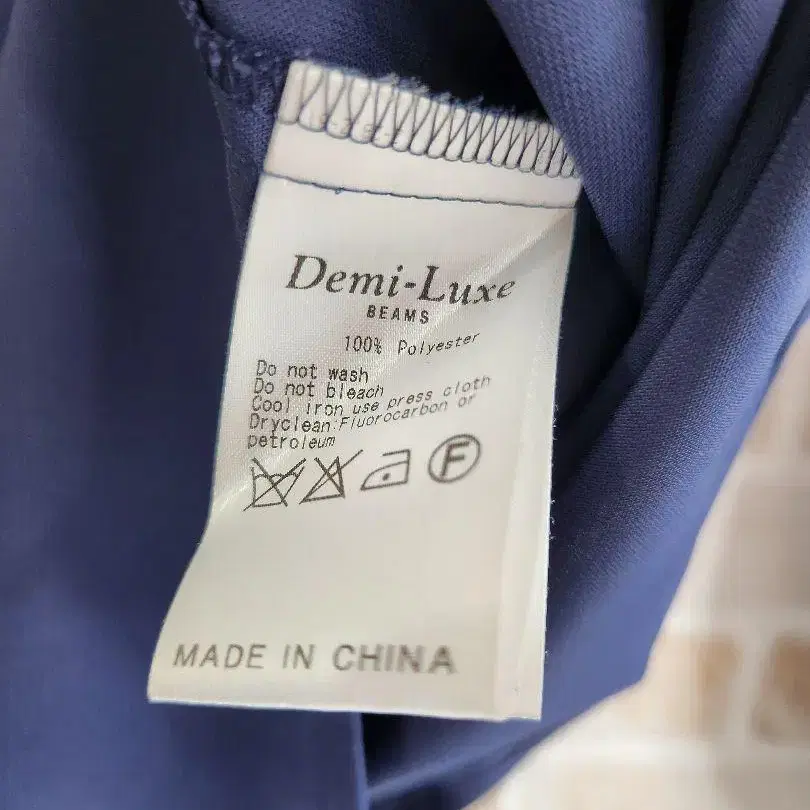 Demi-Luxe
BEAMS
100% Polyester
Do not wash
Do not bleach
Cool iron use press cloth
Dryclean:Fluorocarbon or
petroleum
F
MADE IN CHINA